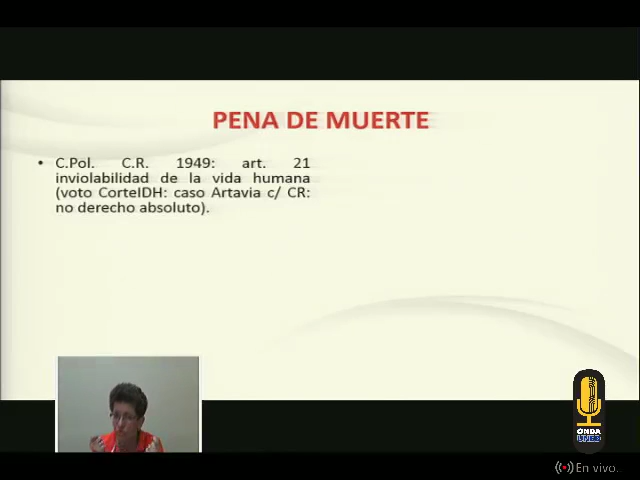 PENA DE MUERTE
• C.Pol. C.R. 1949: art. 21
inviolabilidad de la vida humana
(voto CorteIDH: caso Artavia c/ CR:
no derecho absoluto).
ONDA
UNED
En vivo.